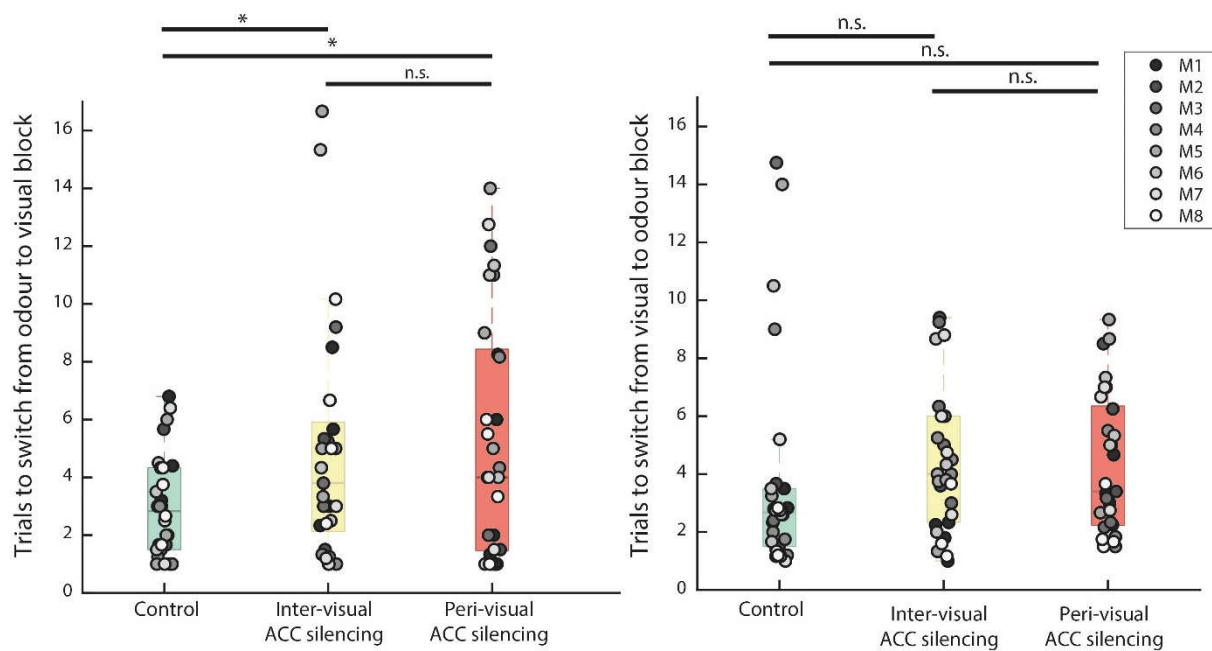 *
*
n.s.
Trials to switch from odour to visual block
16
14
12
10
8
6
4
2
0
Control
Inter-visual
ACC silencing
Peri-visual
ACC silencing
n.s.
n.s.
n.s.
Trials to switch from visual to odour block
16
14
12
10
8
6
4
2
0
Control
Inter-visual
ACC silencing
Peri-visual
ACC silencing
M1
M2
M3
M4
M5
M6
M7
M8